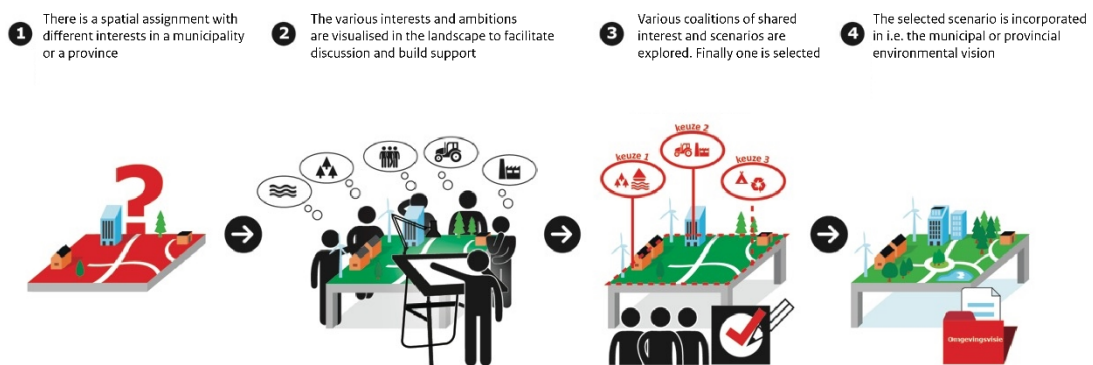 1
There is a spatial assignment with
different interests in a municipality
or a province
2
The various interests and ambitions
are visualised in the landscape to facilitate
discussion and build support
3
Various coalitions of shared
interest and scenarios are
explored. Finally one is selected
4
The selected scenario is incorporated
in i.e. the municipal or provincial
environmental vision
?
keuze 1
keuze 2
keuze 3
Omgevingsvisie